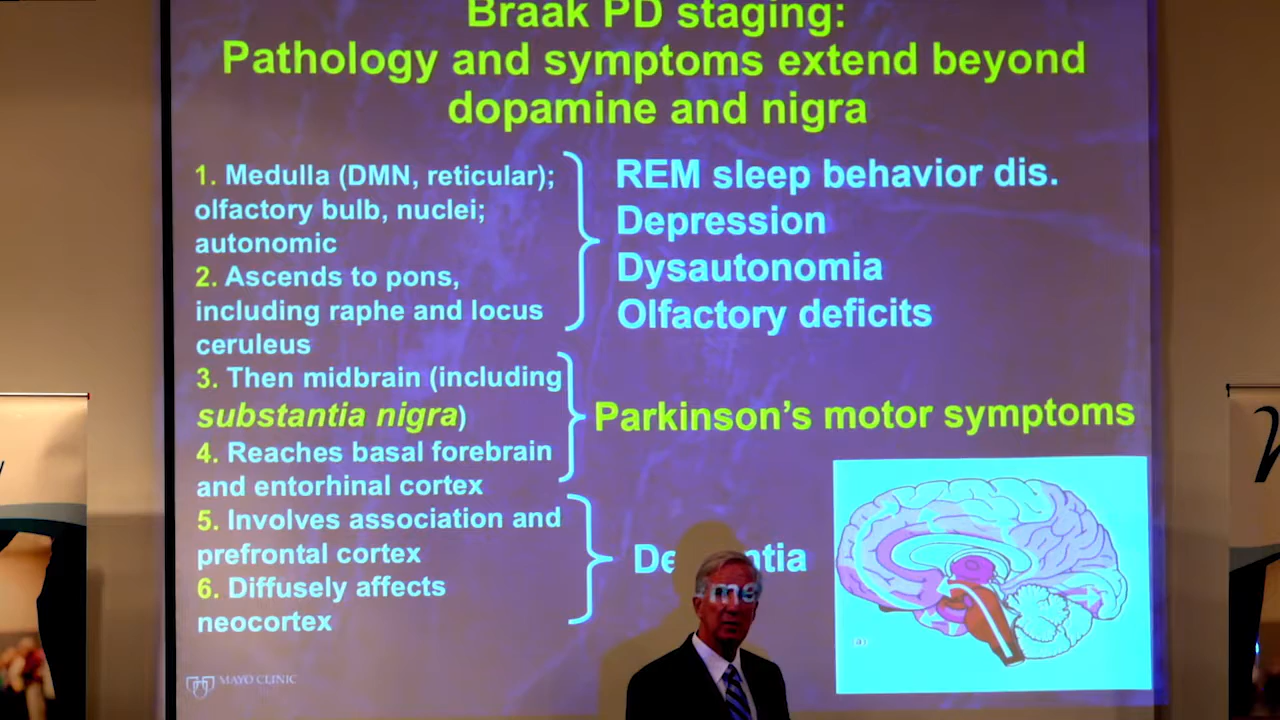 Braak PD staging:
Pathology and symptoms extend beyond
dopamine and nigra
1. Medulla (DMN, reticular);
olfactory bulb, nuclei;
autonomic
2. Ascends to pons,
including raphe and locus
ceruleus
3. Then midbrain (including
substantia nigra)
4. Reaches basal forebrain
and entorhinal cortex
5. Involves association and
prefrontal cortex
6. Diffusely affects
neocortex
REM sleep behavior dis.
Depression
Dysautonomia
Olfactory deficits
Parkinson's motor symptoms
Dementia
MAYO CLINIC